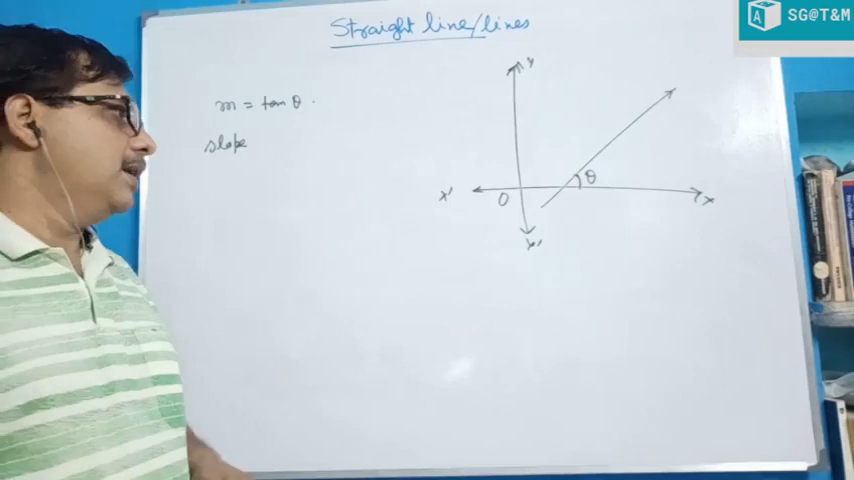 SG@T&M
Straight line/lines
m = tan θ.
slope
Y
θ
X'
O
X
Y'